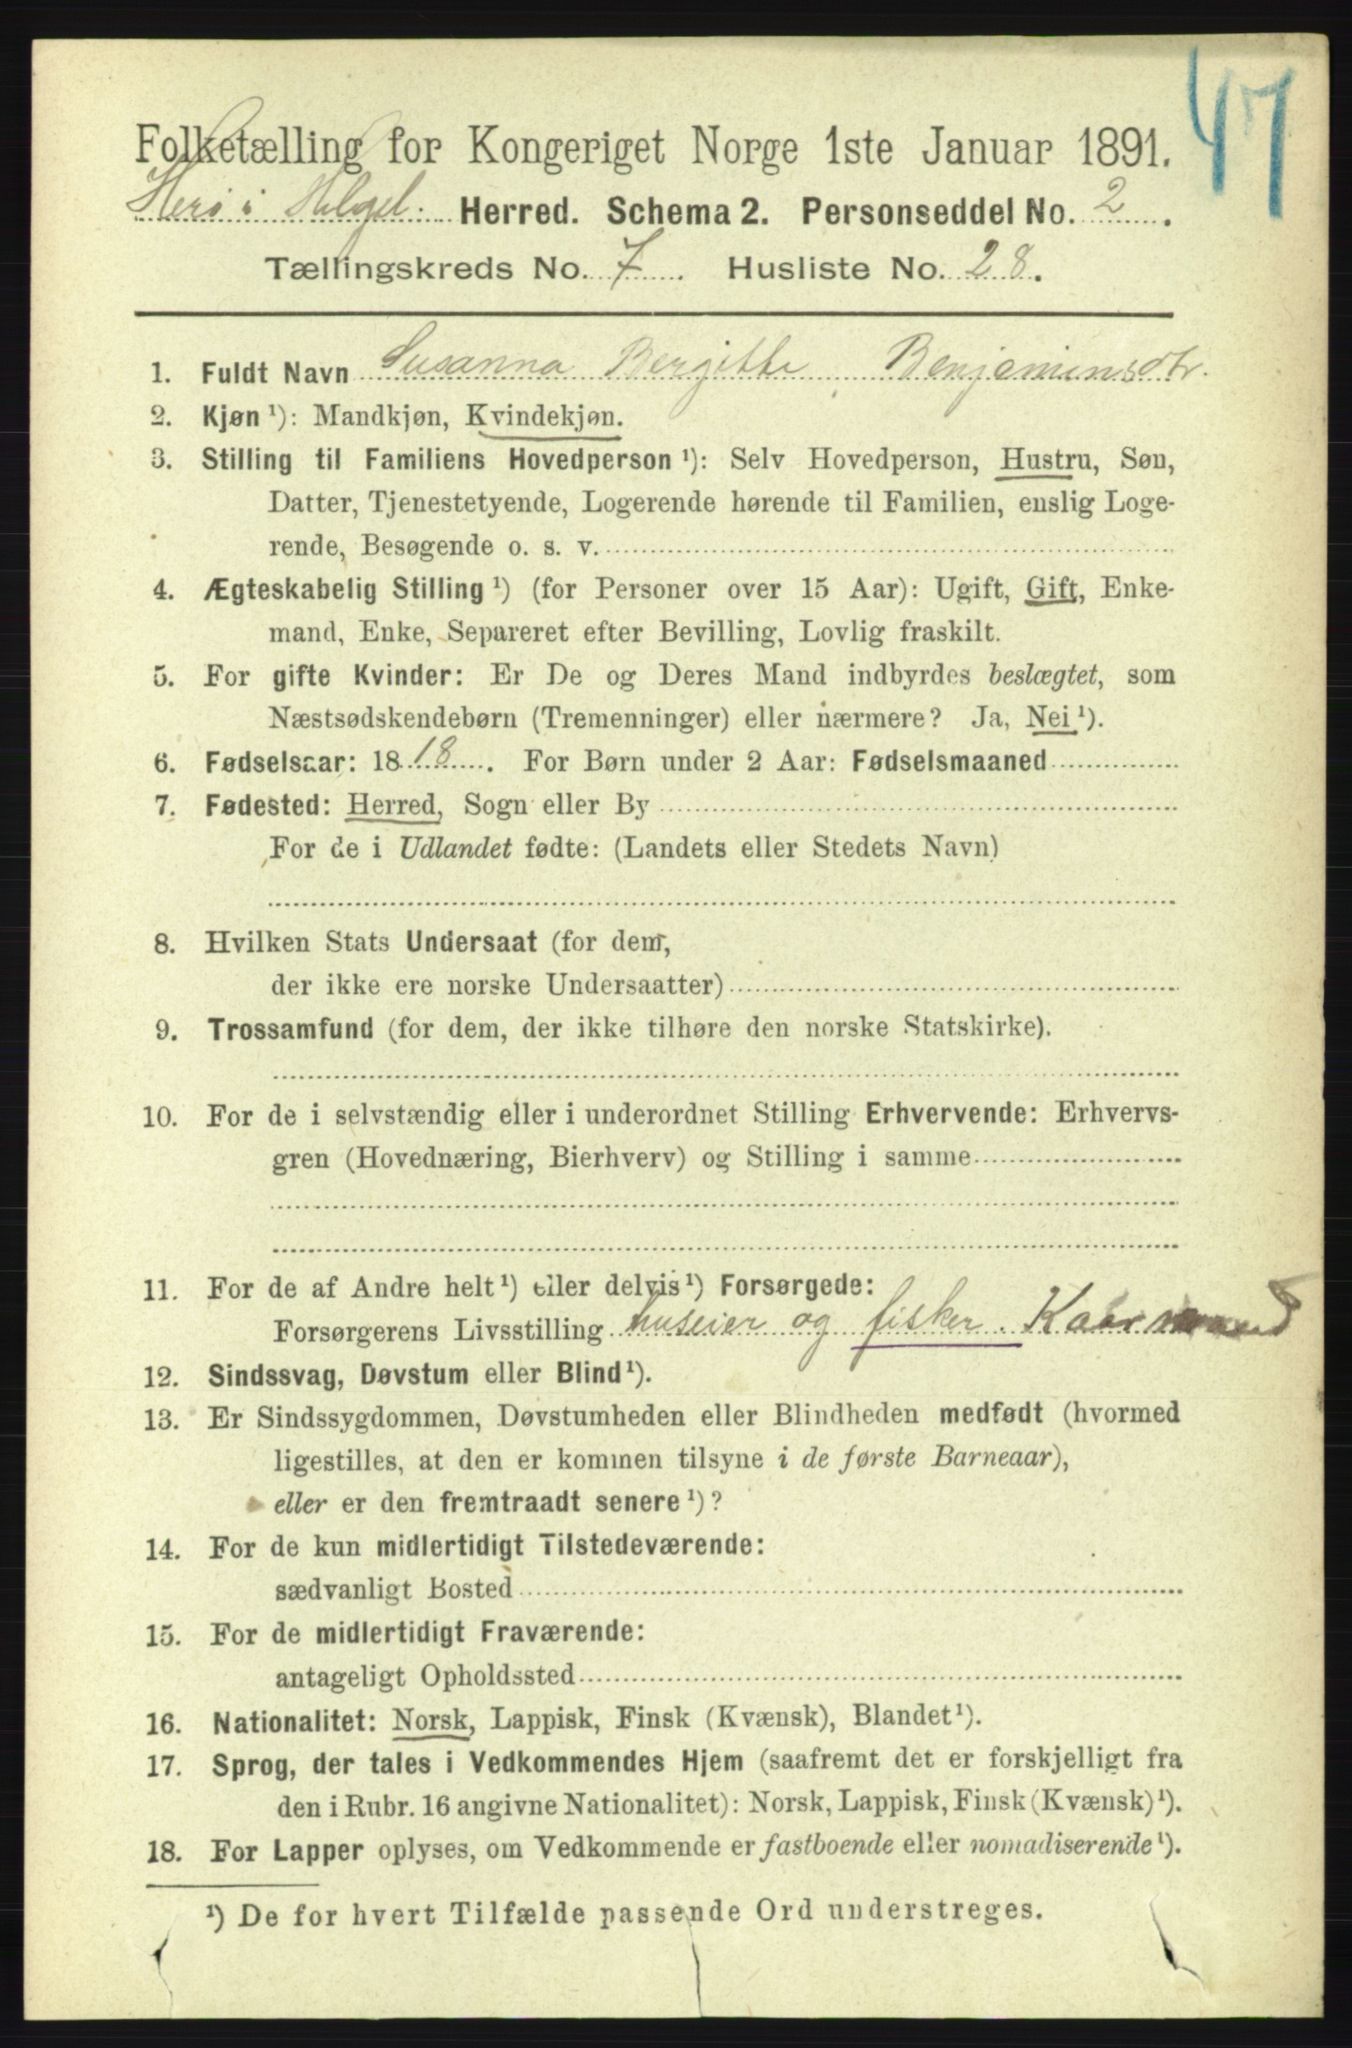 47
Folketælling for Kongeriget Norge 1ste Januar 1891.
Herø i Helgel. Herred. Schema 2. Personseddel No. 2.
Tællingskreds No. 7. Husliste No. 28.
1. Fuldt Navn Susanna Bergitte Benjeminsdtr.
2. Kjøn ¹): Mandkjøn, Kvindekjøn.
3. Stilling til Familiens Hovedperson ¹): Selv Hovedperson, Hustru, Søn,
Datter, Tjenestetyende, Logerende hørende til Familien, enslig Loge-
rende, Besøgende o. s. v.
4. Ægteskabelig Stilling ¹) (for Personer over 15 Aar): Ugift, Gift, Enke-
mand, Enke, Separeret efter Bevilling, Lovlig fraskilt.
5. For gifte Kvinder: Er De og Deres Mand indbyrdes beslægtet, som
Næstsødskendebørn (Tremenninger) eller nærmere? Ja, Nei ¹).
6. Fødselsaar: 1818. For Børn under 2 Aar: Fødselsmaaned
7. Fødested: Herred, Sogn eller By
For de i Udlandet fødte: (Landets eller Stedets Navn)
8. Hvilken Stats Undersaat (for dem,
der ikke ere norske Undersaatter)
9. Trossamfund (for dem, der ikke tilhøre den norske Statskirke).
10. For de i selvstændig eller i underordnet Stilling Erhvervende: Erhvervs-
gren (Hovednæring, Bierhverv) og Stilling i samme
11. For de af Andre helt ¹) eller delvis ¹) Forsørgede:
Forsørgerens Livsstilling huseier og fisker. Kaarmand
12. Sindssvag, Døvstum eller Blind ¹).
13. Er Sindssygdommen, Døvstumheden eller Blindheden medfødt (hvormed
ligestilles, at den er kommen tilsyne i de første Barneaar),
eller er den fremtraadt senere ¹)?
14. For de kun midlertidigt Tilstedeværende:
sædvanligt Bosted
15. For de midlertidigt Fraværende:
antageligt Opholdssted
16. Nationalitet: Norsk, Lappisk, Finsk (Kvænsk), Blandet ¹).
17. Sprog, der tales i Vedkommendes Hjem (saafremt det er forskjelligt fra
den i Rubr. 16 angivne Nationalitet): Norsk, Lappisk, Finsk (Kvænsk) ¹).
18. For Lapper oplyses, om Vedkommende er fastboende eller nomadiserende ¹).
¹) De for hvert Tilfælde passende Ord understreges.